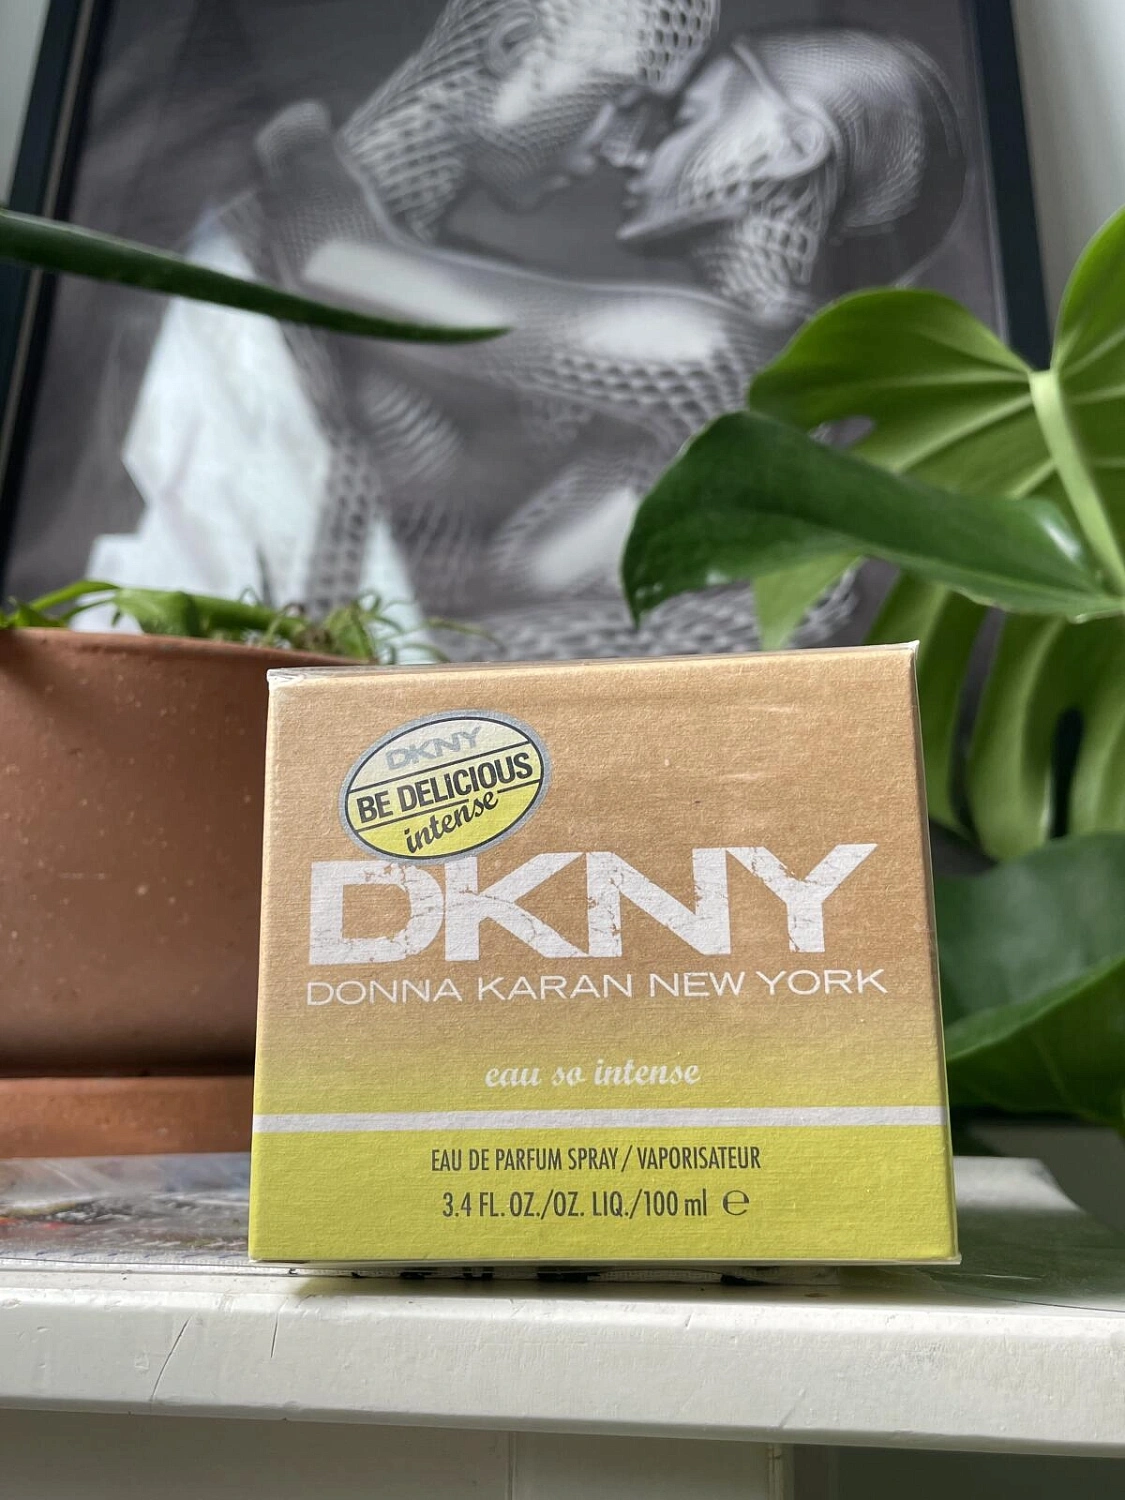 DKNY
BE DELICIOUS
intense
DKNY
DONNA KARAN NEW YORK
eau so intense
EAU DE PARFUM SPRAY / VAPORISATEUR
3.4 FL. OZ./OZ. LIQ./100 ml ℮